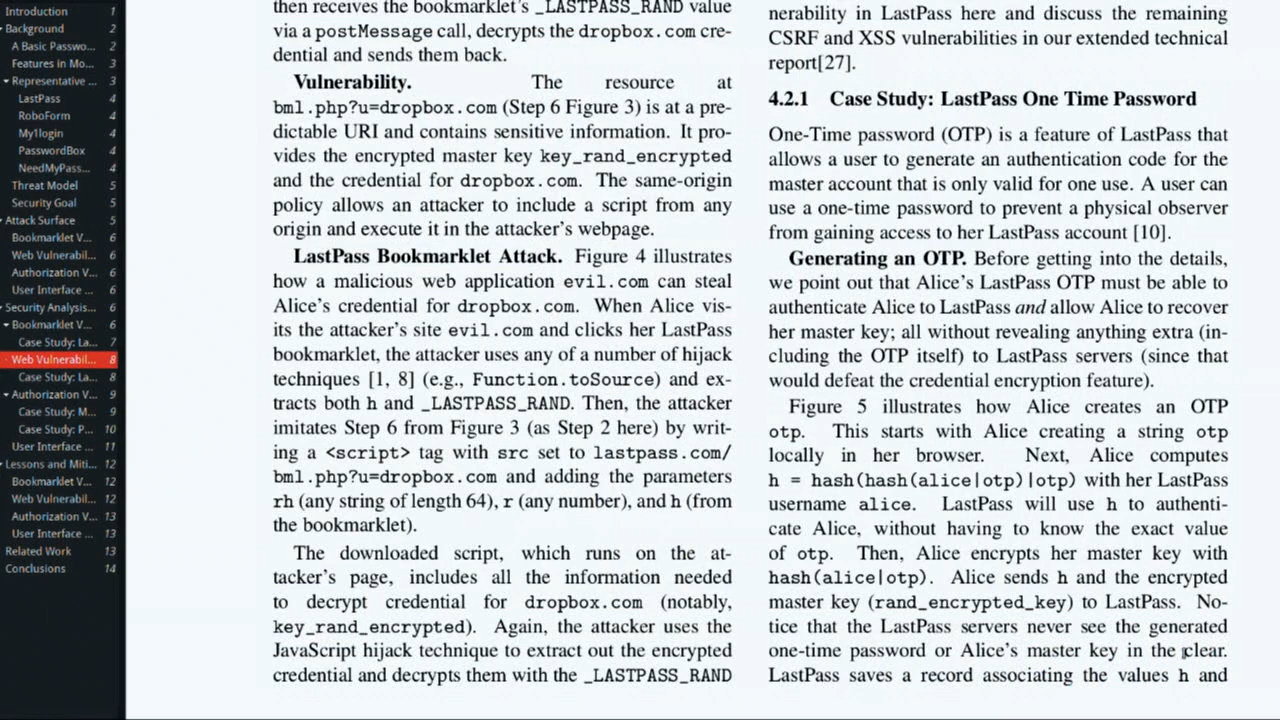 Introduction 1
Background 2
A Basic Passwo... 2
Features in Mo... 3
Representative ... 3
LastPass 4
RoboForm 4
My1login 4
PasswordBox 4
NeedMyPass... 4
Threat Model 5
Security Goal 5
Attack Surface 5
Bookmarklet V... 6
Web Vulnerabil... 6
Authorization V... 6
User Interface ... 6
Security Analysis... 6
Bookmarklet V... 6
Case Study: La... 7
Web Vulnerabil... 8
Case Study: La... 8
Authorization V... 9
Case Study: M... 9
Case Study: P... 10
User Interface ... 11
Lessons and Miti... 12
Bookmarklet V... 12
Web Vulnerabil... 12
Authorization V... 13
User Interface ... 13
Related Work 13
Conclusions 14
then receives the bookmarklet's _LASTPASS_RAND value
via a postMessage call, decrypts the dropbox.com cre-
dential and sends them back.
Vulnerability. The resource at
bml.php?u=dropbox.com (Step 6 Figure 3) is at a pre-
dictable URI and contains sensitive information. It pro-
vides the encrypted master key key_rand_encrypted
and the credential for dropbox.com. The same-origin
policy allows an attacker to include a script from any
origin and execute it in the attacker's webpage.
LastPass Bookmarklet Attack. Figure 4 illustrates
how a malicious web application evil.com can steal
Alice's credential for dropbox.com. When Alice vis-
its the attacker's site evil.com and clicks her LastPass
bookmarklet, the attacker uses any of a number of hijack
techniques [1, 8] (e.g., Function.toSource) and ex-
tracts both h and _LASTPASS_RAND. Then, the attacker
imitates Step 6 from Figure 3 (as Step 2 here) by writ-
ing a <script> tag with src set to lastpass.com/
bml.php?u=dropbox.com and adding the parameters
rh (any string of length 64), r (any number), and h (from
the bookmarklet).
The downloaded script, which runs on the at-
tacker's page, includes all the information needed
to decrypt credential for dropbox.com (notably,
key_rand_encrypted). Again, the attacker uses the
JavaScript hijack technique to extract out the encrypted
credential and decrypts them with the _LASTPASS_RAND
nerability in LastPass here and discuss the remaining
CSRF and XSS vulnerabilities in our extended technical
report[27].
4.2.1 Case Study: LastPass One Time Password
One-Time password (OTP) is a feature of LastPass that
allows a user to generate an authentication code for the
master account that is only valid for one use. A user can
use a one-time password to prevent a physical observer
from gaining access to her LastPass account [10].
Generating an OTP. Before getting into the details,
we point out that Alice's LastPass OTP must be able to
authenticate Alice to LastPass and allow Alice to recover
her master key; all without revealing anything extra (in-
cluding the OTP itself) to LastPass servers (since that
would defeat the credential encryption feature).
Figure 5 illustrates how Alice creates an OTP
otp. This starts with Alice creating a string otp
locally in her browser. Next, Alice computes
h = hash(hash(alice|otp)|otp) with her LastPass
username alice. LastPass will use h to authenti-
cate Alice, without having to know the exact value
of otp. Then, Alice encrypts her master key with
hash(alice|otp). Alice sends h and the encrypted
master key (rand_encrypted_key) to LastPass. No-
tice that the LastPass servers never see the generated
one-time password or Alice's master key in the clear.
LastPass saves a record associating the values h and